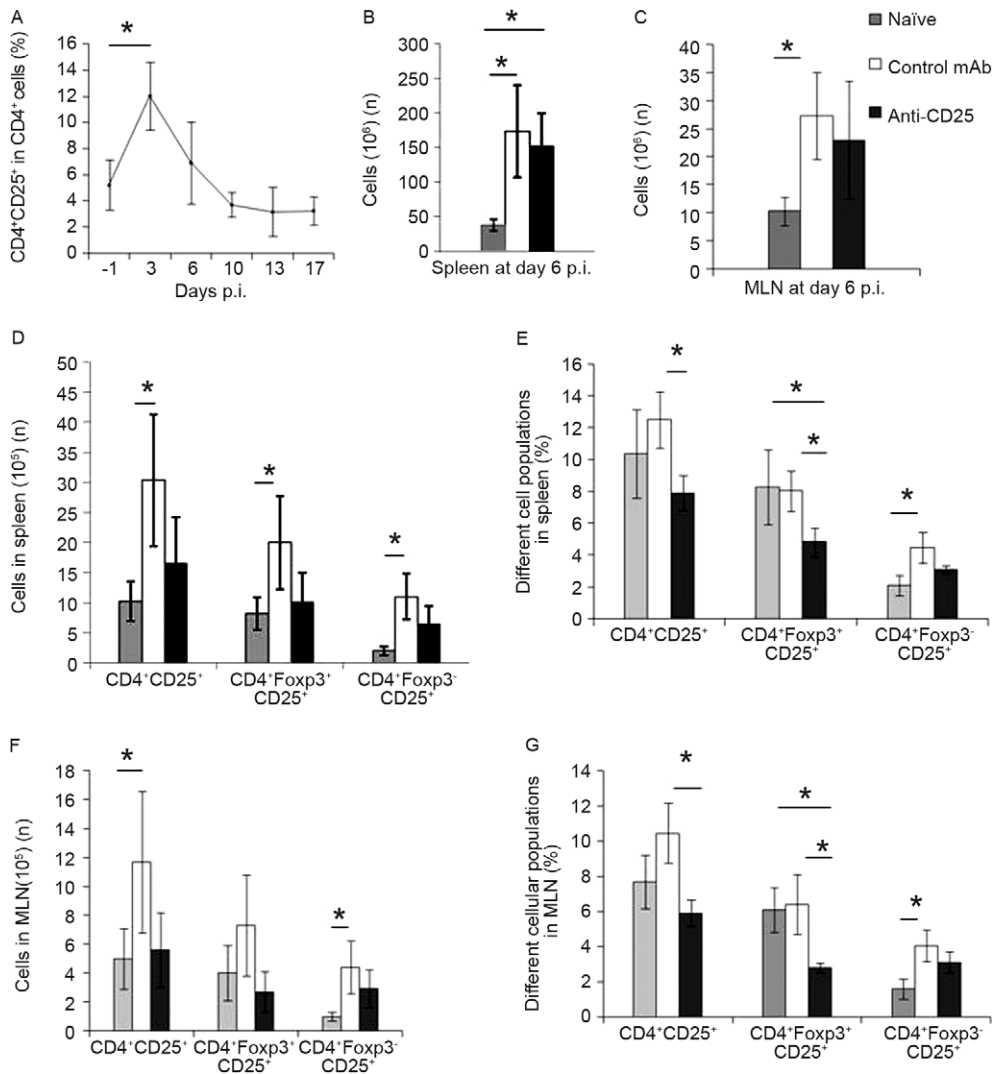 A
*
CD4⁺CD25⁺ in CD4⁺ cells (%)
16
14
12
10
8
6
4
2
0
-1 3 6 10 13 17
Days p.i.
B
*
*
Cells (10⁶) (n)
300
250
200
150
100
50
0
Spleen at day 6 p.i.
C
*
Cells (10⁶) (n)
40
35
30
25
20
15
10
5
0
MLN at day 6 p.i.
Naïve
Control mAb
Anti-CD25
D
*
*
*
Cells in spleen (10⁵) (n)
50
45
40
35
30
25
20
15
10
5
0
CD4⁺CD25⁺ CD4⁺Foxp3⁺ CD4⁺Foxp3⁻
CD25⁺ CD25⁺
E
*
*
*
*
Different cell populations
in spleen (%)
16
14
12
10
8
6
4
2
0
CD4⁺CD25⁺ CD4⁺Foxp3⁺ CD4⁺Foxp3⁻
CD25⁺ CD25⁺
F
*
*
Cells in MLN(10⁵) (n)
18
16
14
12
10
8
6
4
2
0
CD4⁺CD25⁺ CD4⁺Foxp3⁺ CD4⁺Foxp3⁻
CD25⁺ CD25⁺
G
*
*
*
*
Different cellular populations
in MLN (%)
14
12
10
8
6
4
2
0
CD4⁺CD25⁺ CD4⁺Foxp3⁺ CD4⁺Foxp3⁻
CD25⁺ CD25⁺